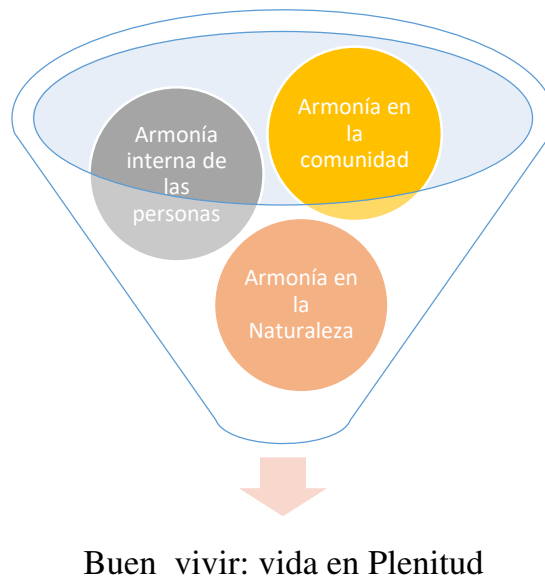 Armonía
interna de
las
personas
Armonía en
la
comunidad
Armonía en
la
Naturaleza
Buen vivir: vida en Plenitud